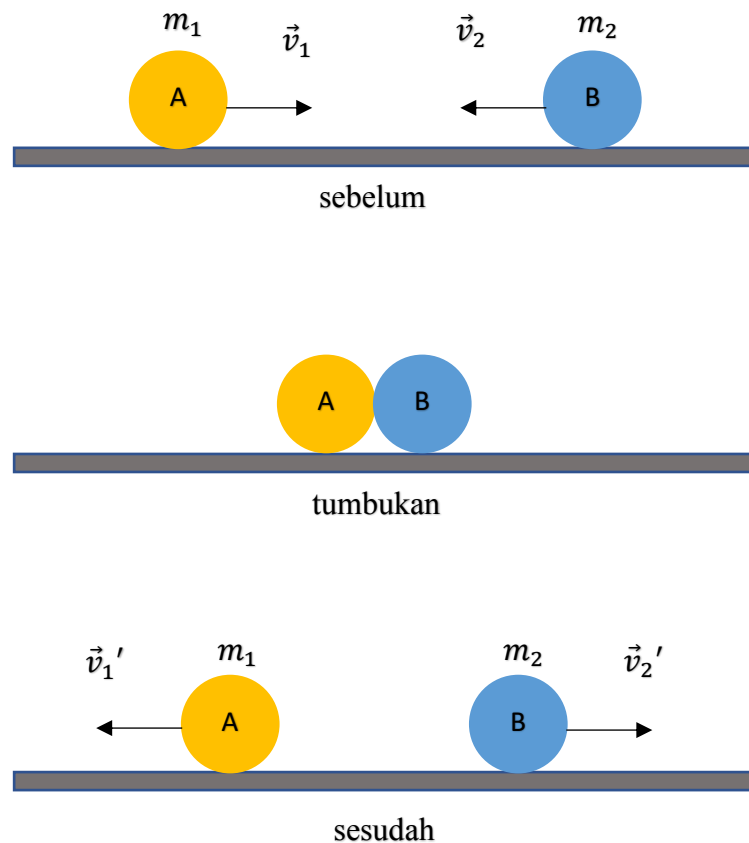 m₁ v⃗₁ v⃗₂ m₂
A B
sebelum
A B
tumbukan
v⃗₁′ m₁ m₂ v⃗₂′
A B
sesudah